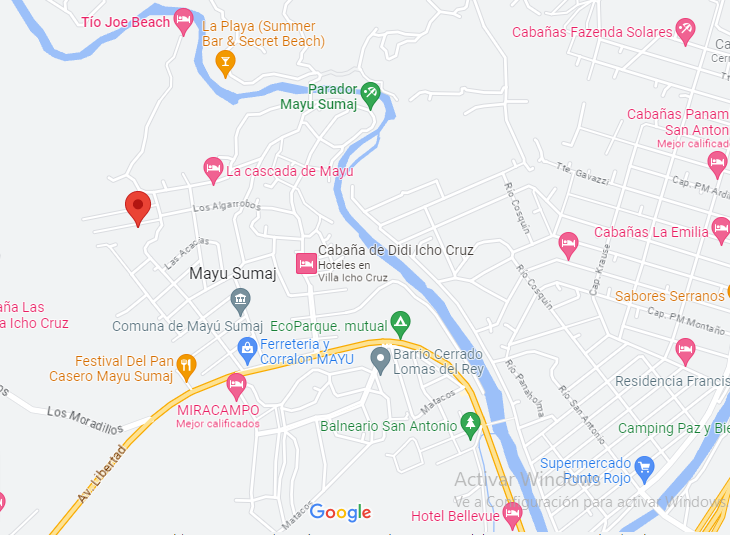 Tío Joe Beach
La Playa (Summer
Bar & Secret Beach)
Cabañas Fazenda Solares
Parador
Mayu Sumaj
Cabañas Panam
San Anton
Mejor calificado
La cascada de Mayu
Tte. Gavazzi
Cap. PM Ardi
Río Cosquín
Los Algarrobos
Cabañas La Emilia
Las Acacias
Cabaña de Didi Icho Cruz
Hoteles en
Villa Icho Cruz
Cap. Krause
Mayu Sumaj
Río Cosquín
Sabores Serranos
aña Las
a Icho Cruz
Comuna de Mayú Sumaj
EcoParque. mutual
Cap. PM Montaño
Ferreteria y
Corralon MAYU
Festival Del Pan
Casero Mayu Sumaj
Barrio Cerrado
Lomas del Rey
Río Panaholma
Residencia Francis
MIRACAMPO
Mejor calificados
Los Moradillos
Matacos
Río San Antonio
Balneario San Antonio
Camping Paz y Bie
Av. Libertad
Supermercado
Punto Rojo
Activar Windows
Ve a Configuración para activar Windows
Google
Matacos
Hotel Bellevue